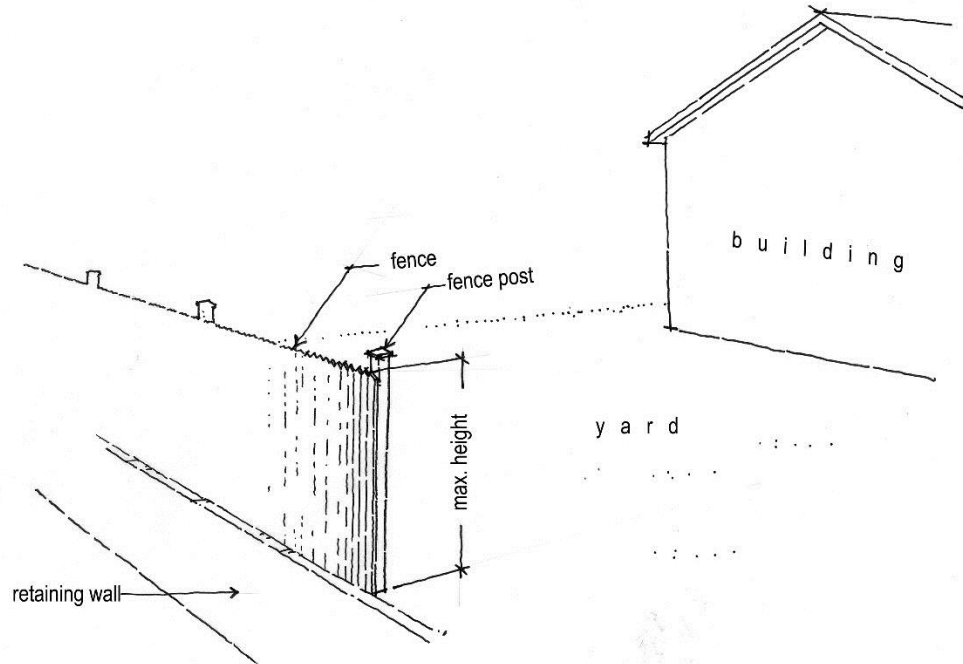 building
fence
fence post
yard
max. height
retaining wall